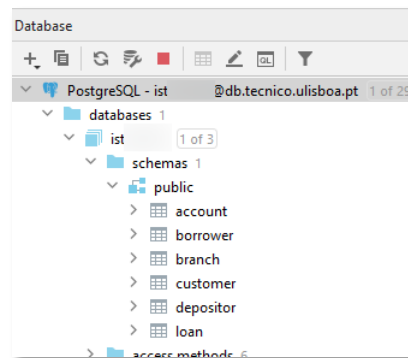 Database
QL
PostgreSQL - ist @db.tecnico.ulisboa.pt 1 of 29
databases 1
ist 1 of 3
schemas 1
public
account
borrower
branch
customer
depositor
loan
access methods 6